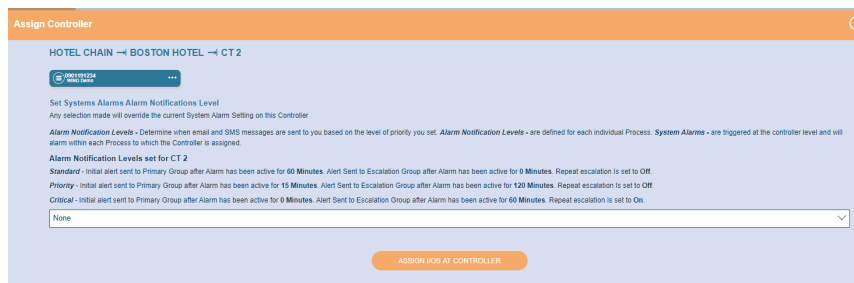 Assign Controller
HOTEL CHAIN ⟶ BOSTON HOTEL ⟶ CT 2
0901191234
WIND Demo
Set Systems Alarms Alarm Notifications Level
Any selection made will override the current System Alarm Setting on this Controller
Alarm Notification Levels - Determine when email and SMS messages are sent to you based on the level of priority you set. Alarm Notification Levels - are defined for each individual Process. System Alarms - are triggered at the controller level and will
alarm within each Process to which the Controller is assigned.
Alarm Notification Levels set for CT 2
Standard - Initial alert sent to Primary Group after Alarm has been active for 60 Minutes. Alert Sent to Escalation Group after Alarm has been active for 0 Minutes. Repeat escalation Is set to Off.
Priority - Initial alert sent to Primary Group after Alarm has been active for 15 Minutes. Alert Sent to Escalation Group after Alarm has been active for 120 Minutes. Repeat escalation Is set to Off.
Critical - Initial alert sent to Primary Group after Alarm has been active for 0 Minutes. Alert Sent to Escalation Group after Alarm has been active for 60 Minutes. Repeat escalation Is set to On.
None
ASSIGN I/OS AT CONTROLLER